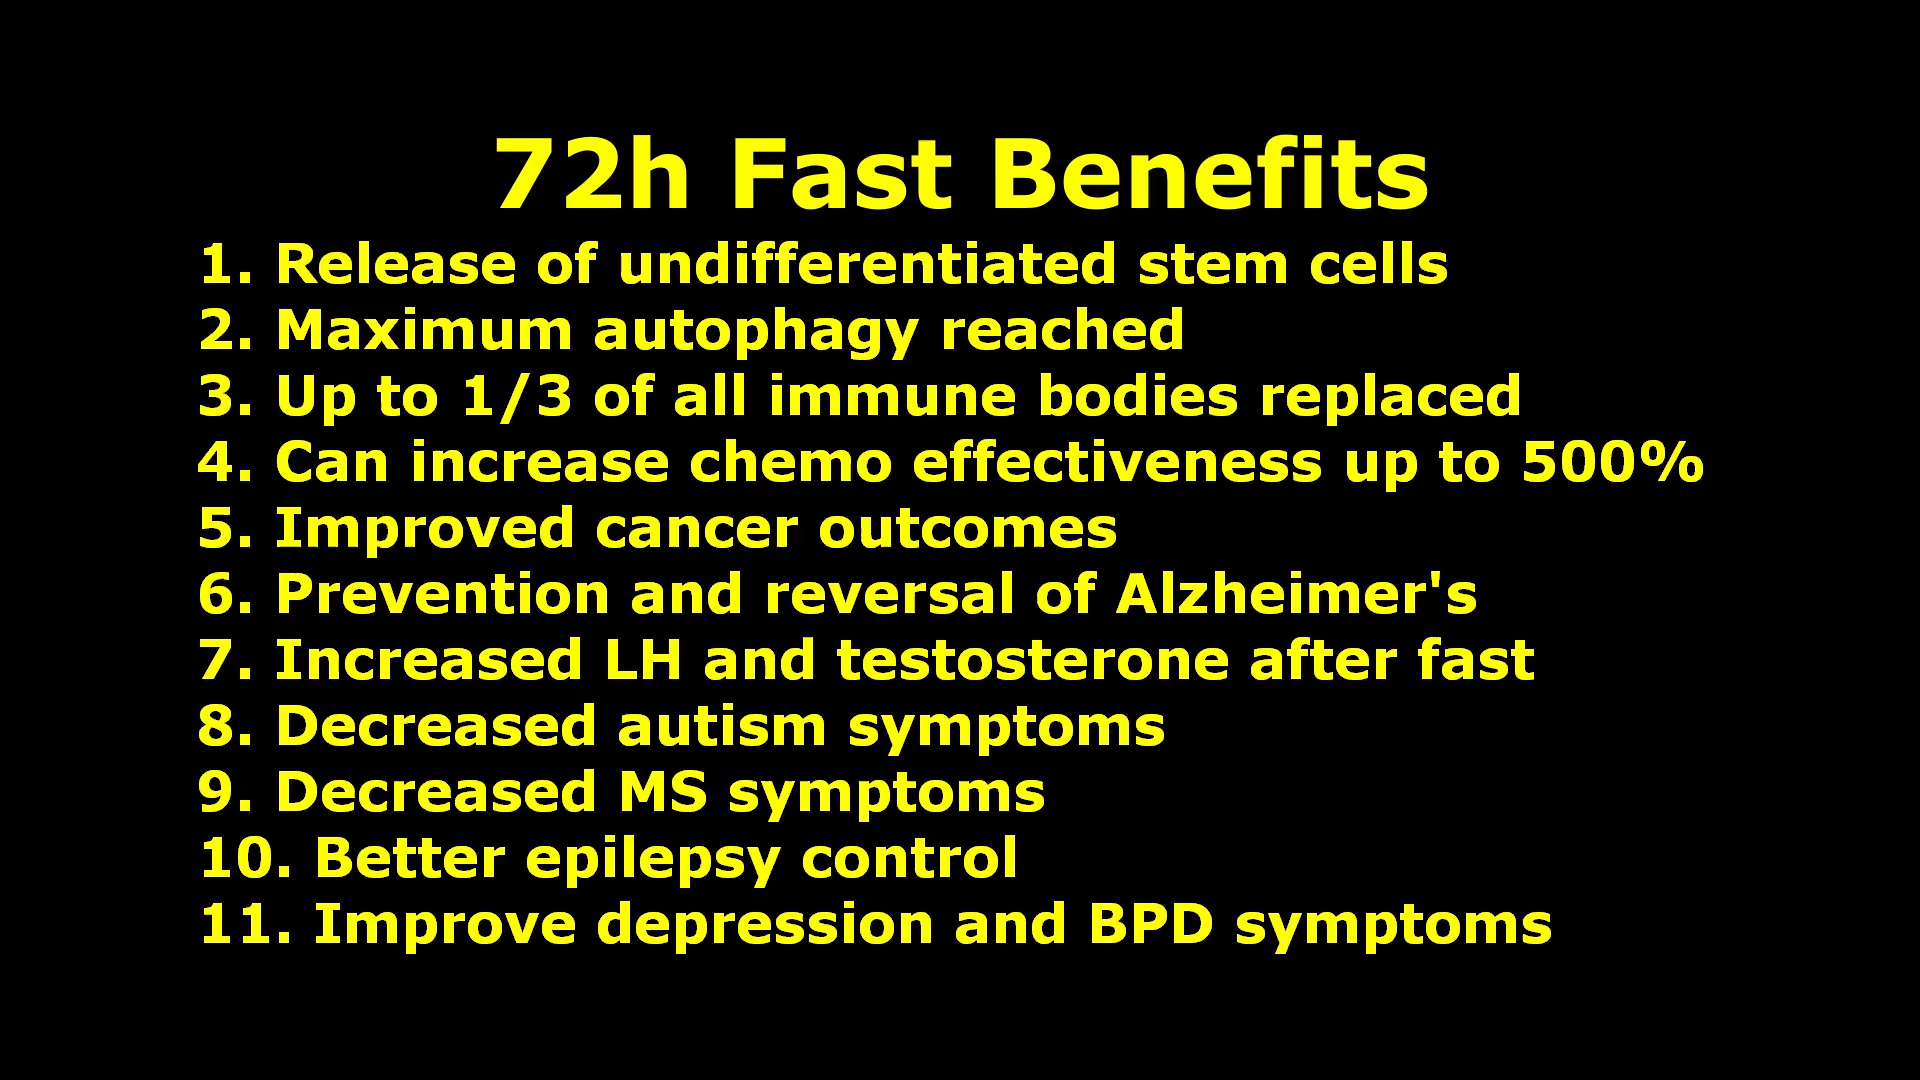 72h Fast Benefits
1. Release of undifferentiated stem cells
2. Maximum autophagy reached
3. Up to 1/3 of all immune bodies replaced
4. Can increase chemo effectiveness up to 500%
5. Improved cancer outcomes
6. Prevention and reversal of Alzheimer's
7. Increased LH and testosterone after fast
8. Decreased autism symptoms
9. Decreased MS symptoms
10. Better epilepsy control
11. Improve depression and BPD symptoms